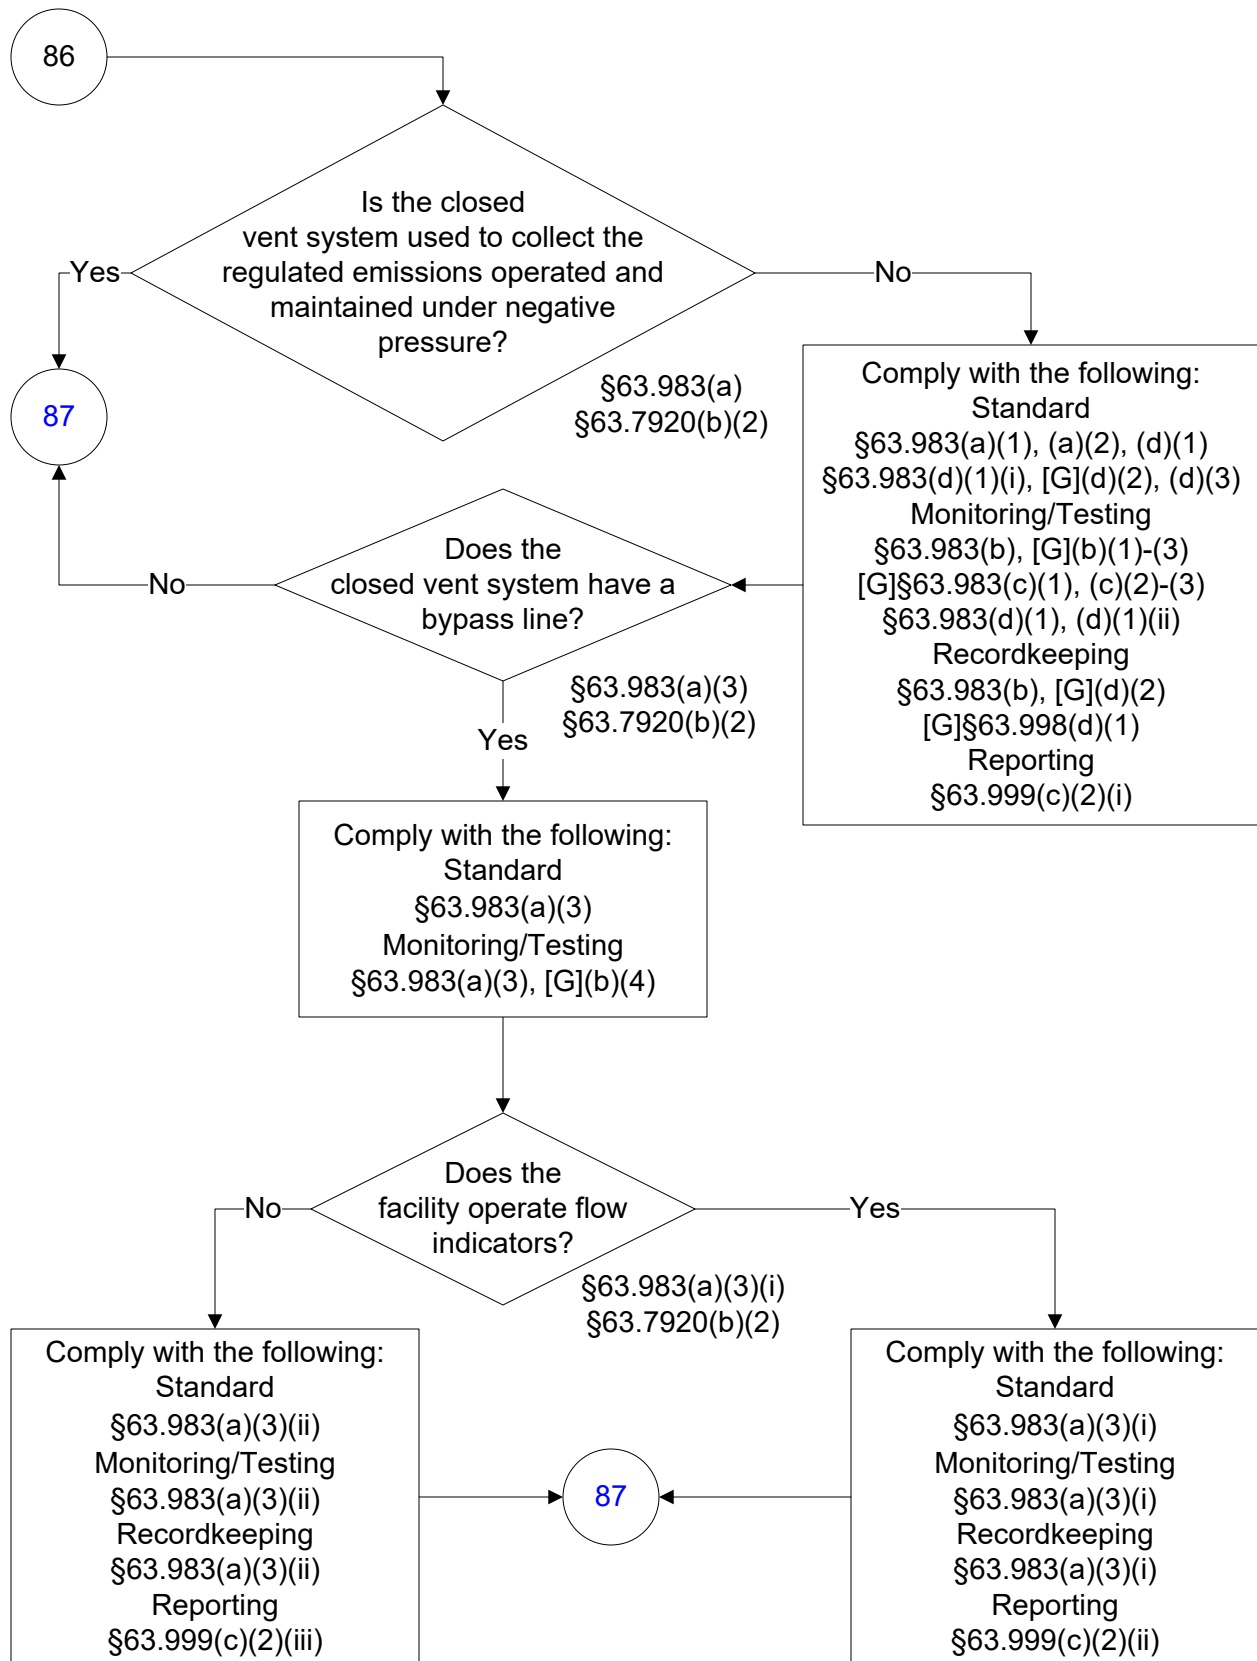 86
Is the closed
vent system used to collect the
regulated emissions operated and
maintained under negative
pressure?
Yes
No
§63.983(a)
§63.7920(b)(2)
87
Comply with the following:
Standard
§63.983(a)(1), (a)(2), (d)(1)
§63.983(d)(1)(i), [G](d)(2), (d)(3)
Monitoring/Testing
§63.983(b), [G](b)(1)-(3)
[G]§63.983(c)(1), (c)(2)-(3)
§63.983(d)(1), (d)(1)(ii)
Recordkeeping
§63.983(b), [G](d)(2)
[G]§63.998(d)(1)
Reporting
§63.999(c)(2)(i)
Does the
closed vent system have a
bypass line?
No
§63.983(a)(3)
§63.7920(b)(2)
Yes
Comply with the following:
Standard
§63.983(a)(3)
Monitoring/Testing
§63.983(a)(3), [G](b)(4)
Does the
facility operate flow
indicators?
No
Yes
§63.983(a)(3)(i)
§63.7920(b)(2)
Comply with the following:
Standard
§63.983(a)(3)(ii)
Monitoring/Testing
§63.983(a)(3)(ii)
Recordkeeping
§63.983(a)(3)(ii)
Reporting
§63.999(c)(2)(iii)
87
Comply with the following:
Standard
§63.983(a)(3)(i)
Monitoring/Testing
§63.983(a)(3)(i)
Recordkeeping
§63.983(a)(3)(i)
Reporting
§63.999(c)(2)(ii)